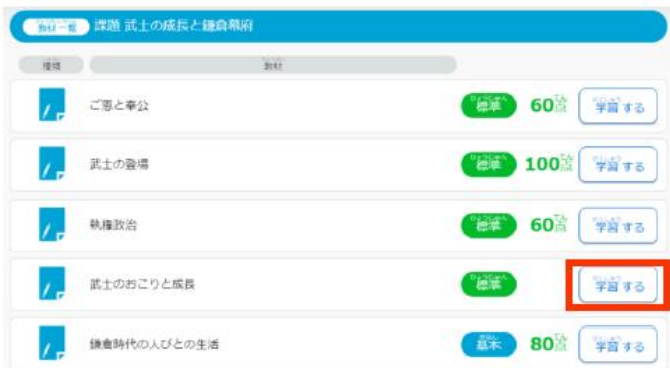 教材一覧 課題 武士の成長と鎌倉幕府
種類 教材
ご恩と奉公 標準 60点 学習する
武士の登場 標準 100点 学習する
執権政治 標準 60点 学習する
武士のおこりと成長 標準 学習する
鎌倉時代の人びとの生活 基本 80点 学習する